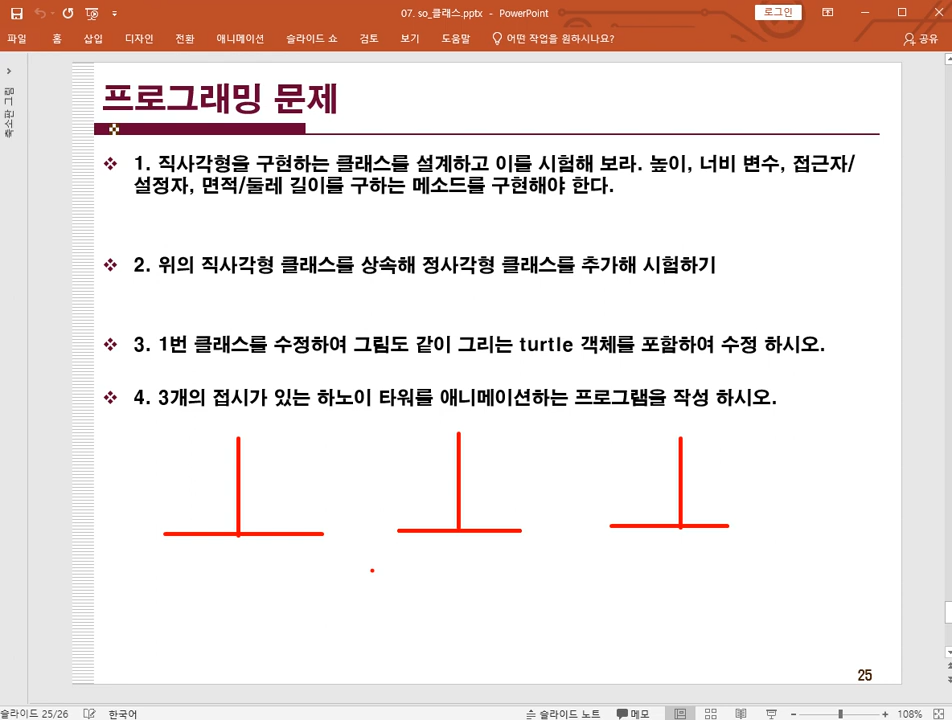 07. so_클래스.pptx - PowerPoint
로그인
파일 홈 삽입 디자인 전환 애니메이션 슬라이드 쇼 검토 보기 도움말 어떤 작업을 원하시나요? 공유
축소판 그림
프로그래밍 문제
1. 직사각형을 구현하는 클래스를 설계하고 이를 시험해 보라. 높이, 너비 변수, 접근자/
설정자, 면적/둘레 길이를 구하는 메소드를 구현해야 한다.
2. 위의 직사각형 클래스를 상속해 정사각형 클래스를 추가해 시험하기
3. 1번 클래스를 수정하여 그림도 같이 그리는 turtle 객체를 포함하여 수정 하시오.
4. 3개의 접시가 있는 하노이 타워를 애니메이션하는 프로그램을 작성 하시오.
25
슬라이드 25/26 한국어 슬라이드 노트 메모 108%